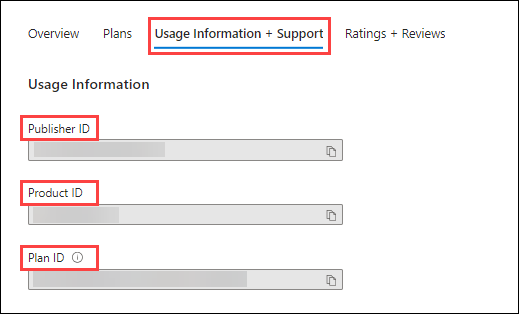 Overview Plans Usage Information + Support Ratings + Reviews
Usage Information
Publisher ID
Product ID
Plan ID